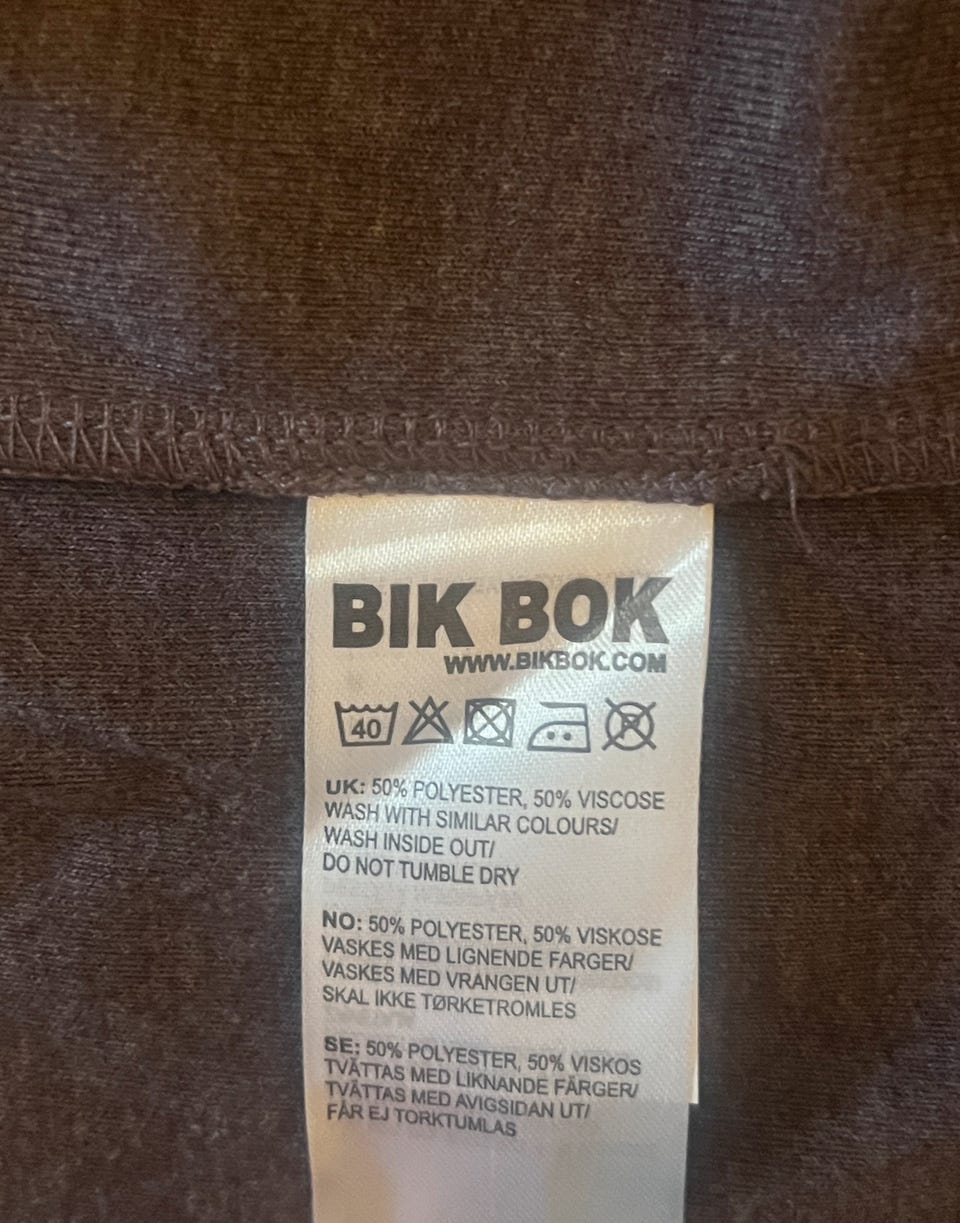 BIK BOK
WWW.BIKBOK.COM
40 P
UK: 50% POLYESTER, 50% VISCOSE
WASH WITH SIMILAR COLOURS/
WASH INSIDE OUT/
DO NOT TUMBLE DRY
NO: 50% POLYESTER, 50% VISKOSE
VASKES MED LIGNENDE FARGER/
VASKES MED VRANGEN UT/
SKAL IKKE TØRKETROMLES
SE: 50% POLYESTER, 50% VISKOS
TVÄTTAS MED LIKNANDE FÄRGER/
TVÄTTAS MED AVIGSIDAN UT/
FÅR EJ TORKTUMLAS